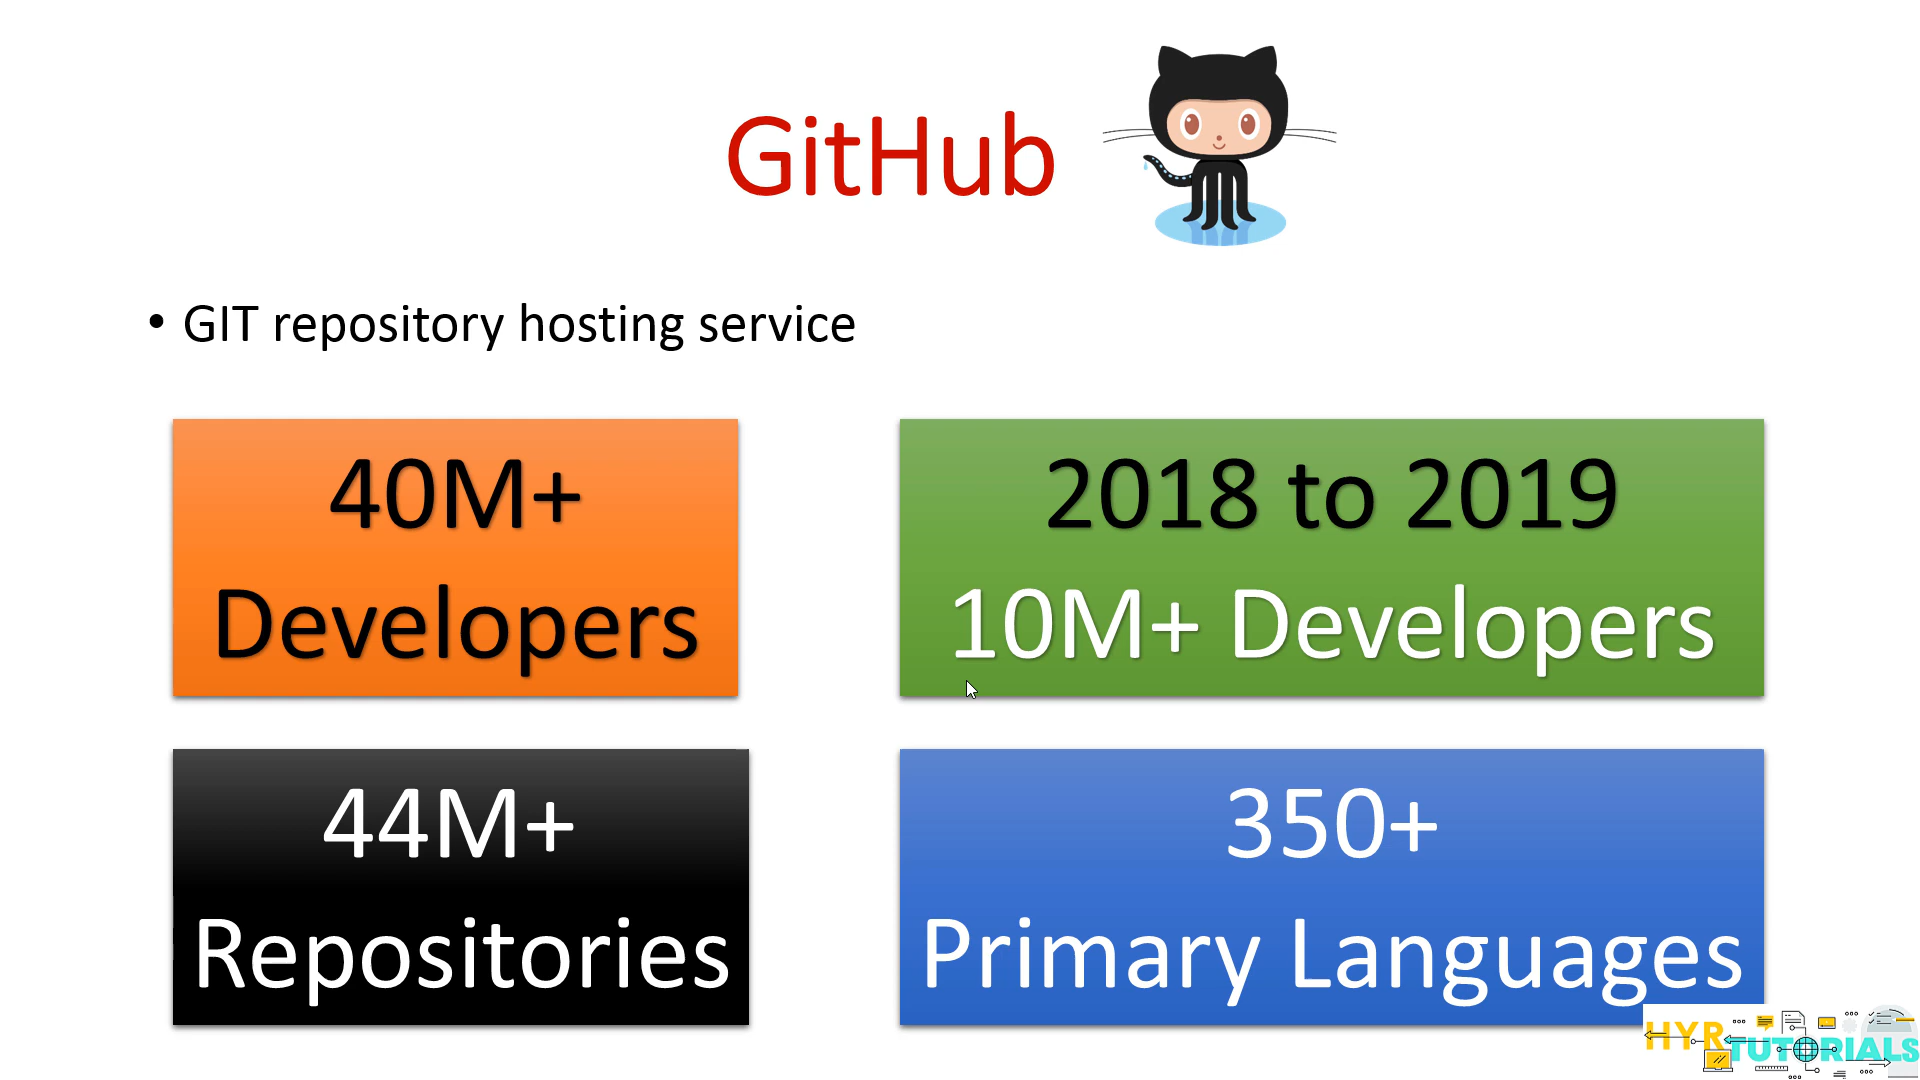 GitHub
• GIT repository hosting service
40M+
Developers
2018 to 2019
10M+ Developers
44M+
Repositories
350+
Primary Languages
HYR
TUTORIALS